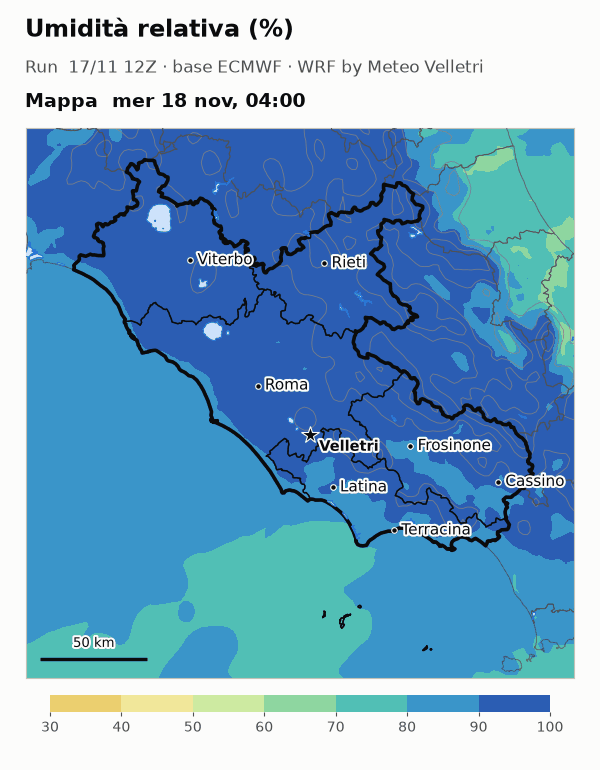 Umidità relativa (%)
Run  17/11 12Z · base ECMWF · WRF by Meteo Velletri
Mappa  mer 18 nov, 04:00
Viterbo
Rieti
Roma
Velletri
Frosinone
Latina
Cassino
Terracina
50 km
30 40 50 60 70 80 90 100